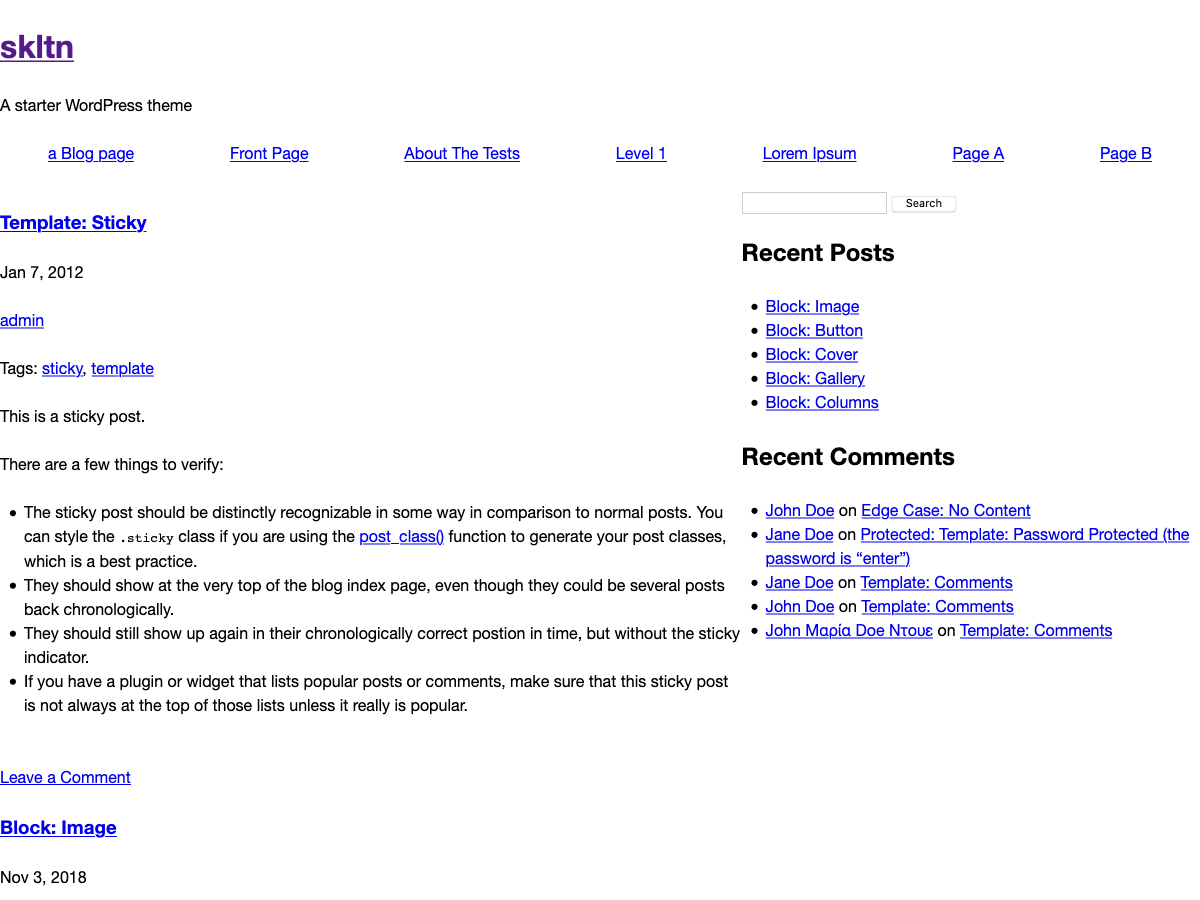 skltn
A starter WordPress theme
a Blog page Front Page About The Tests Level 1 Lorem Ipsum Page A Page B
Template: Sticky
Jan 7, 2012
admin
Tags: sticky, template
This is a sticky post.
There are a few things to verify:
The sticky post should be distinctly recognizable in some way in comparison to normal posts. You
can style the .sticky class if you are using the post_class() function to generate your post classes,
which is a best practice.
They should show at the very top of the blog index page, even though they could be several posts
back chronologically.
They should still show up again in their chronologically correct postion in time, but without the sticky
indicator.
If you have a plugin or widget that lists popular posts or comments, make sure that this sticky post
is not always at the top of those lists unless it really is popular.
Leave a Comment
Block: Image
Nov 3, 2018
Search
Recent Posts
Block: Image
Block: Button
Block: Cover
Block: Gallery
Block: Columns
Recent Comments
John Doe on Edge Case: No Content
Jane Doe on Protected: Template: Password Protected (the
password is “enter”)
Jane Doe on Template: Comments
John Doe on Template: Comments
John Μαρία Doe Ντουε on Template: Comments